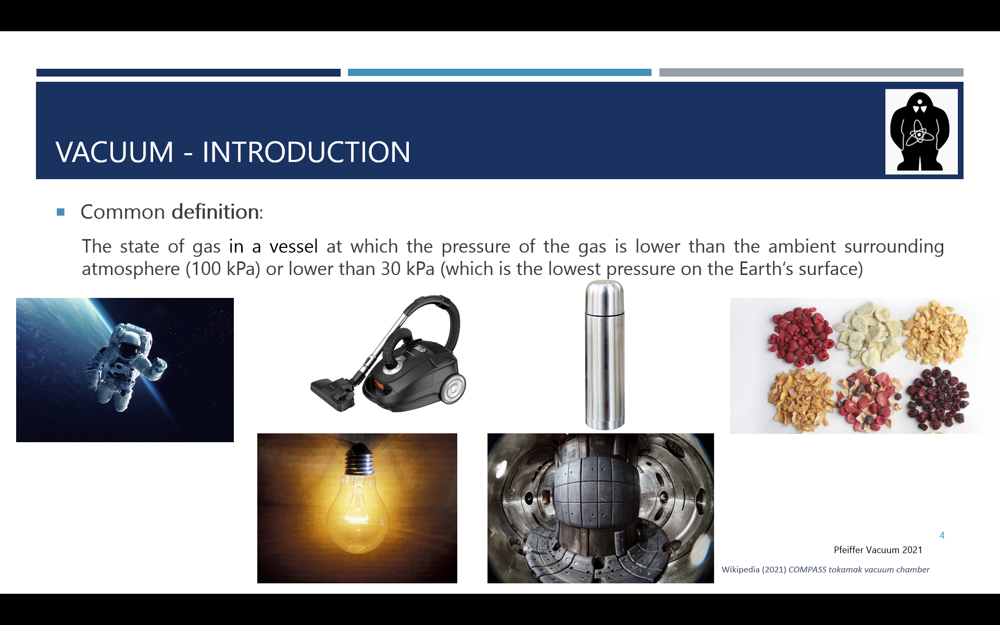 VACUUM - INTRODUCTION
Common definition:
The state of gas in a vessel at which the pressure of the gas is lower than the ambient surrounding
atmosphere (100 kPa) or lower than 30 kPa (which is the lowest pressure on the Earth‘s surface)
4
Pfeiffer Vacuum 2021
Wikipedia (2021) COMPASS tokamak vacuum chamber